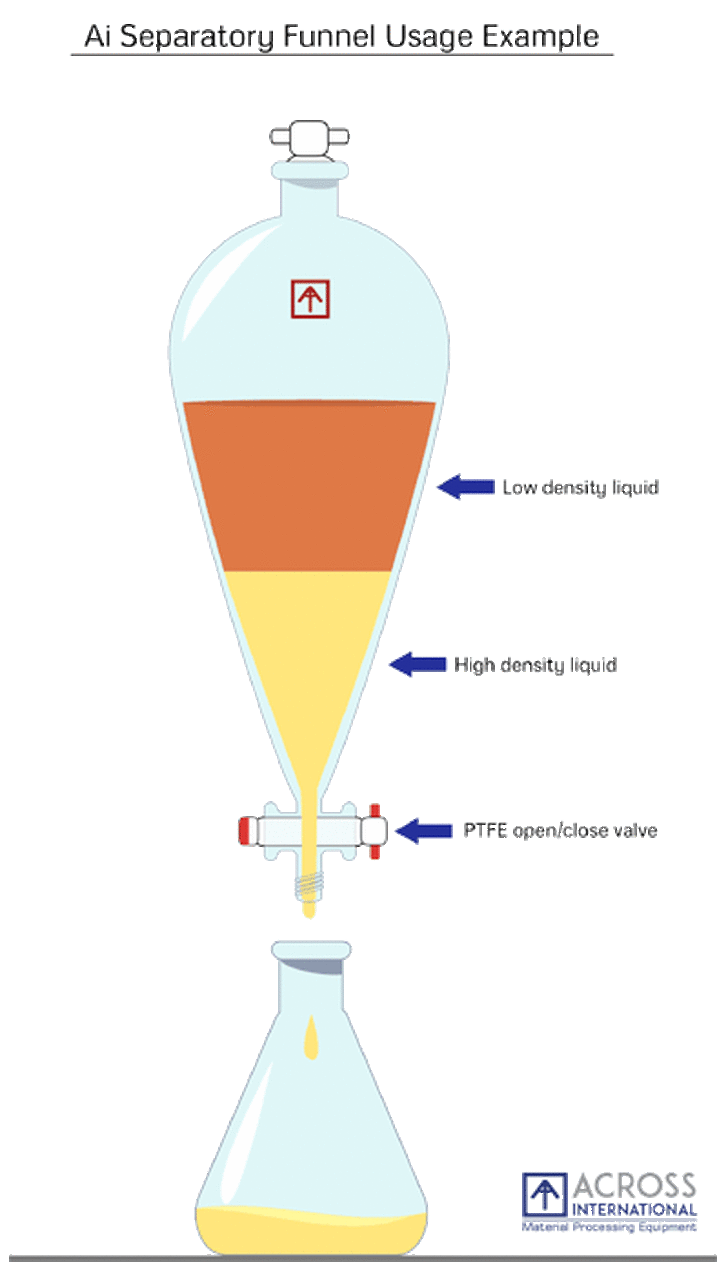 Ai Separatory Funnel Usage Example
Low density liquid
High density liquid
PTFE open/close valve
ACROSS
INTERNATIONAL
Material Processing Equipment